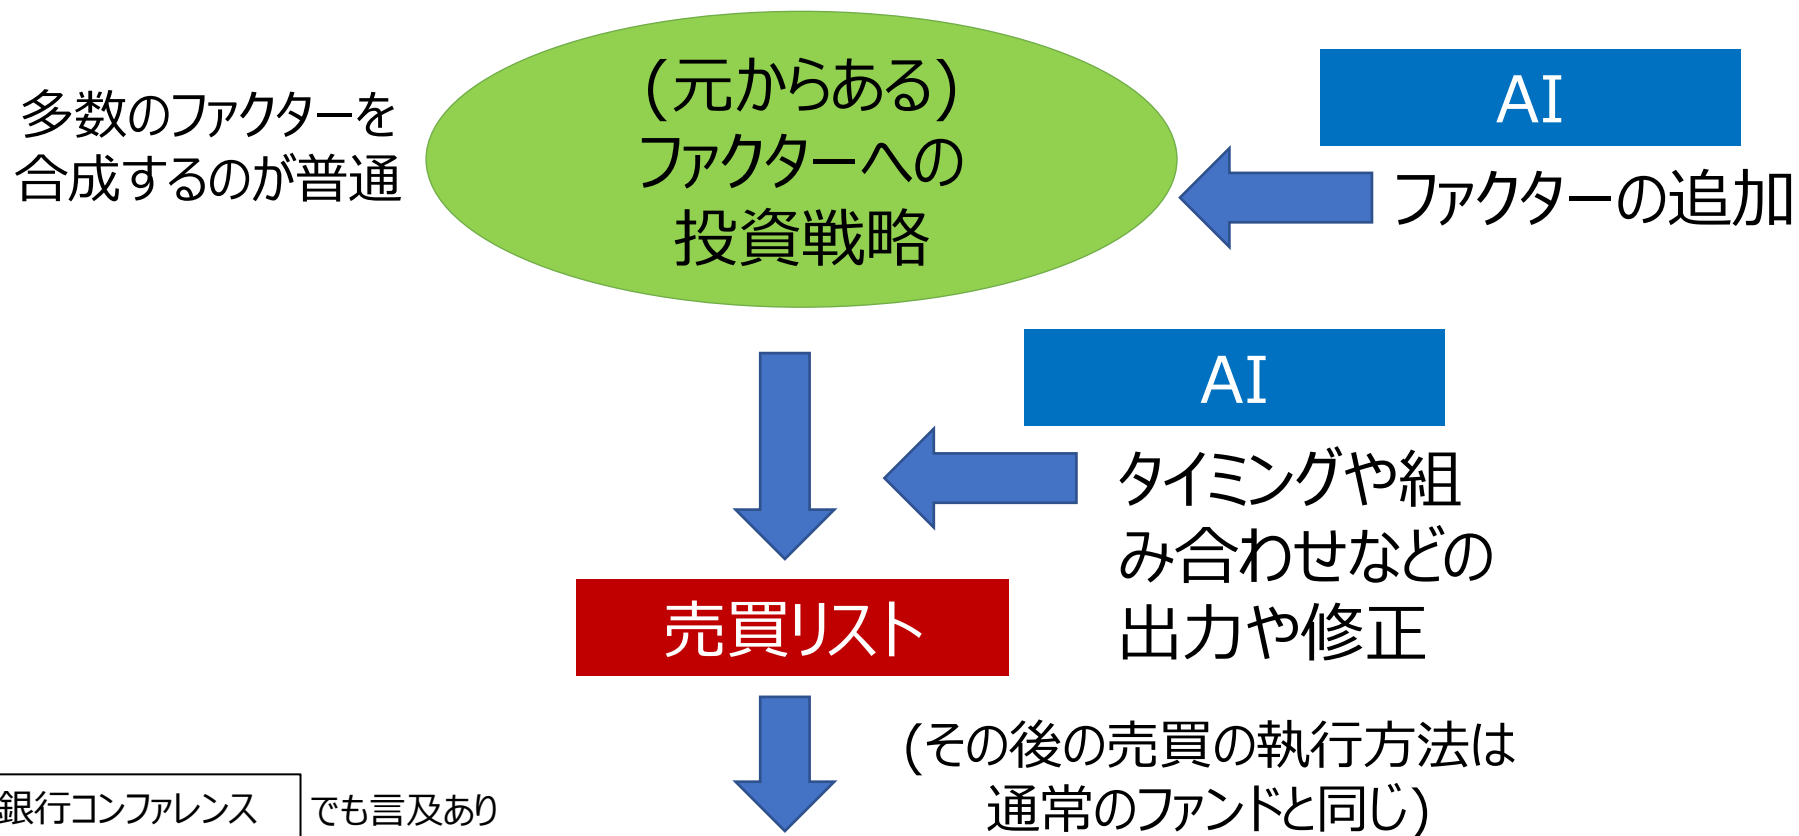 多数のファクターを
合成するのが普通
(元からある)
ファクターへの
投資戦略
AI
ファクターの追加
AI
タイミングや組
み合わせなどの
出力や修正
売買リスト
(その後の売買の執行方法は
通常のファンドと同じ)
銀行コンファレンス
でも言及あり